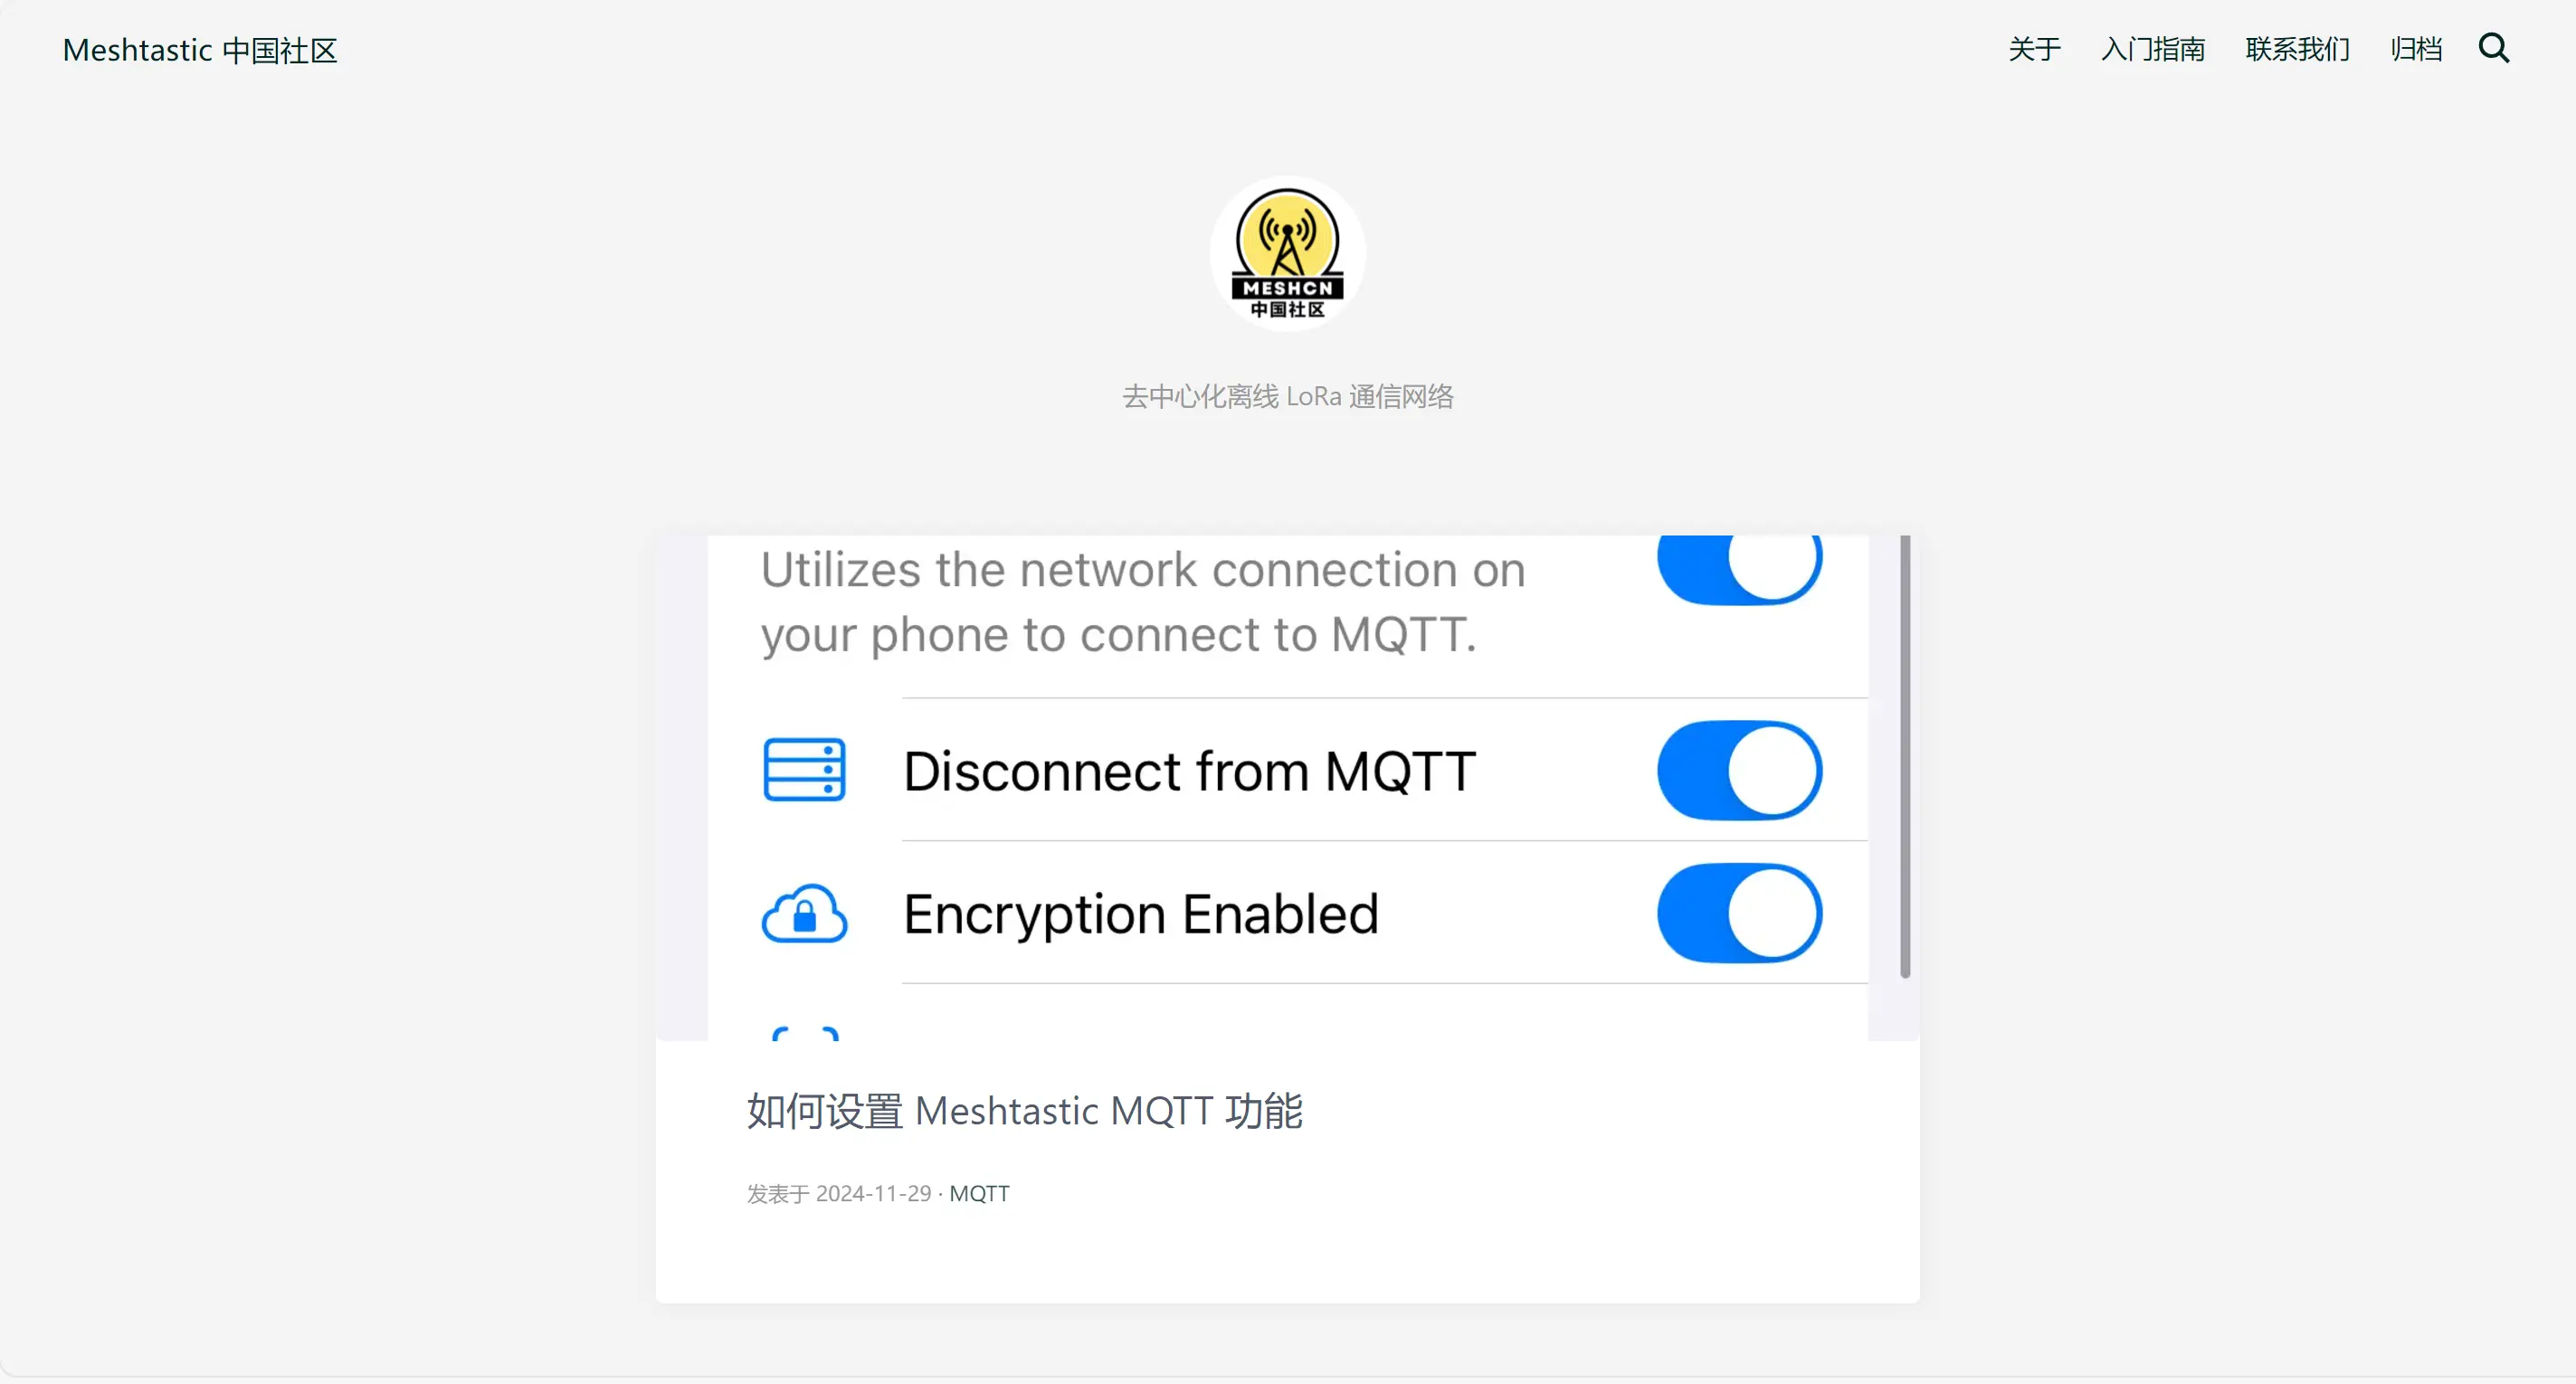 Meshtastic 中国社区
关于 入门指南 联系我们 归档
MESHCN
中国社区
去中心化离线 LoRa 通信网络
Utilizes the network connection on
your phone to connect to MQTT.
Disconnect from MQTT
Encryption Enabled
如何设置 Meshtastic MQTT 功能
发表于 2024-11-29 · MQTT